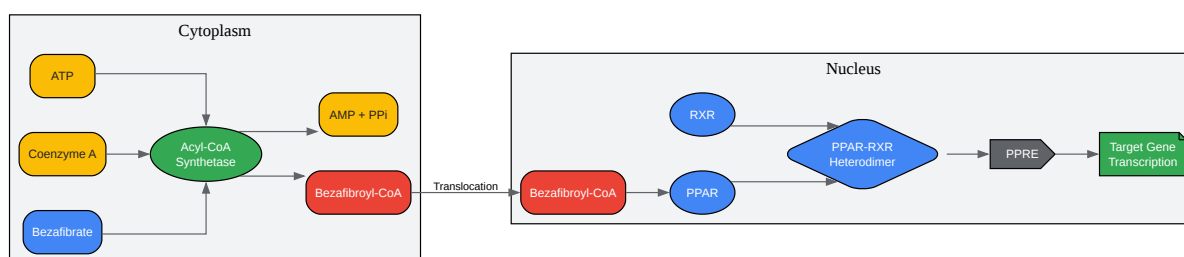 Cytoplasm
ATP
AMP + PPi
Coenzyme A
Acyl-CoA
Synthetase
Bezafibroyl-CoA
Bezafibrate
Translocation
Nucleus
RXR
Bezafibroyl-CoA
PPAR
PPAR-RXR
Heterodimer
PPRE
Target Gene
Transcription